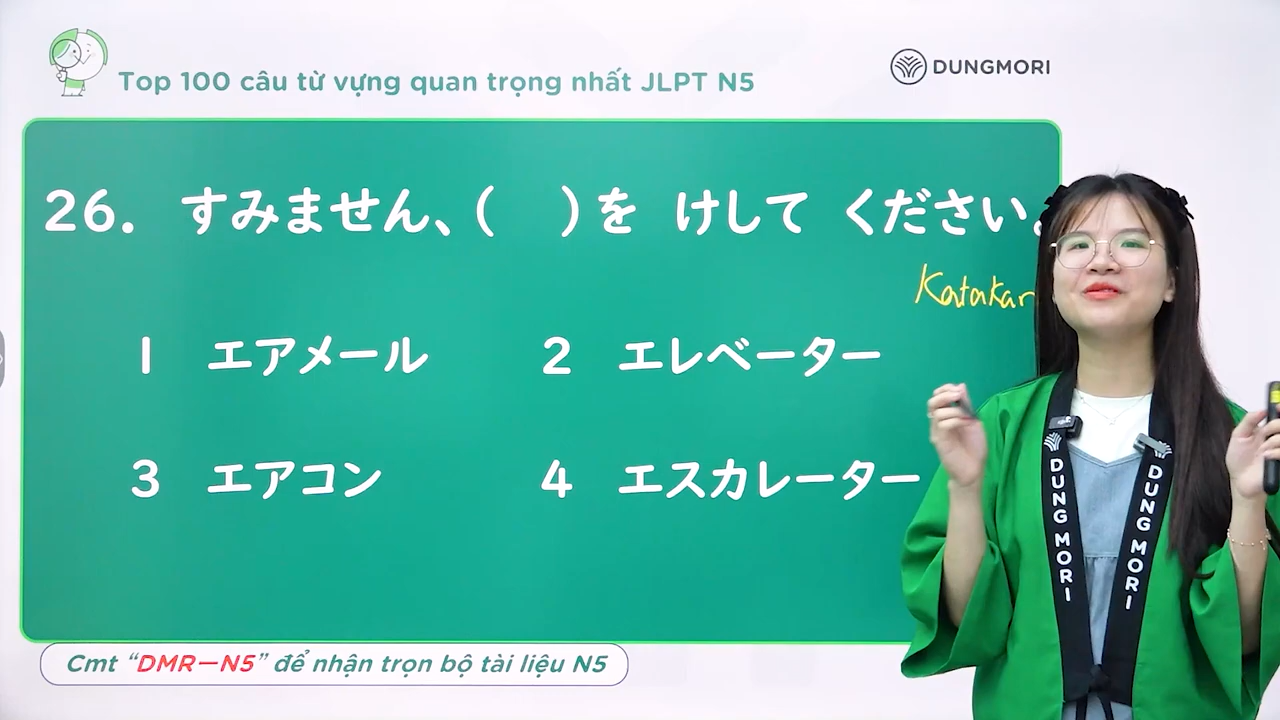 Top 100 câu từ vựng quan trọng nhất JLPT N5
DUNGMORI
26. すみません、( )を けして ください。
1 エアメール 2 エレベーター
3 エアコン 4 エスカレーター
DUNG MORI
DUNG MORI
Cmt “DMR–N5” để nhận trọn bộ tài liệu N5